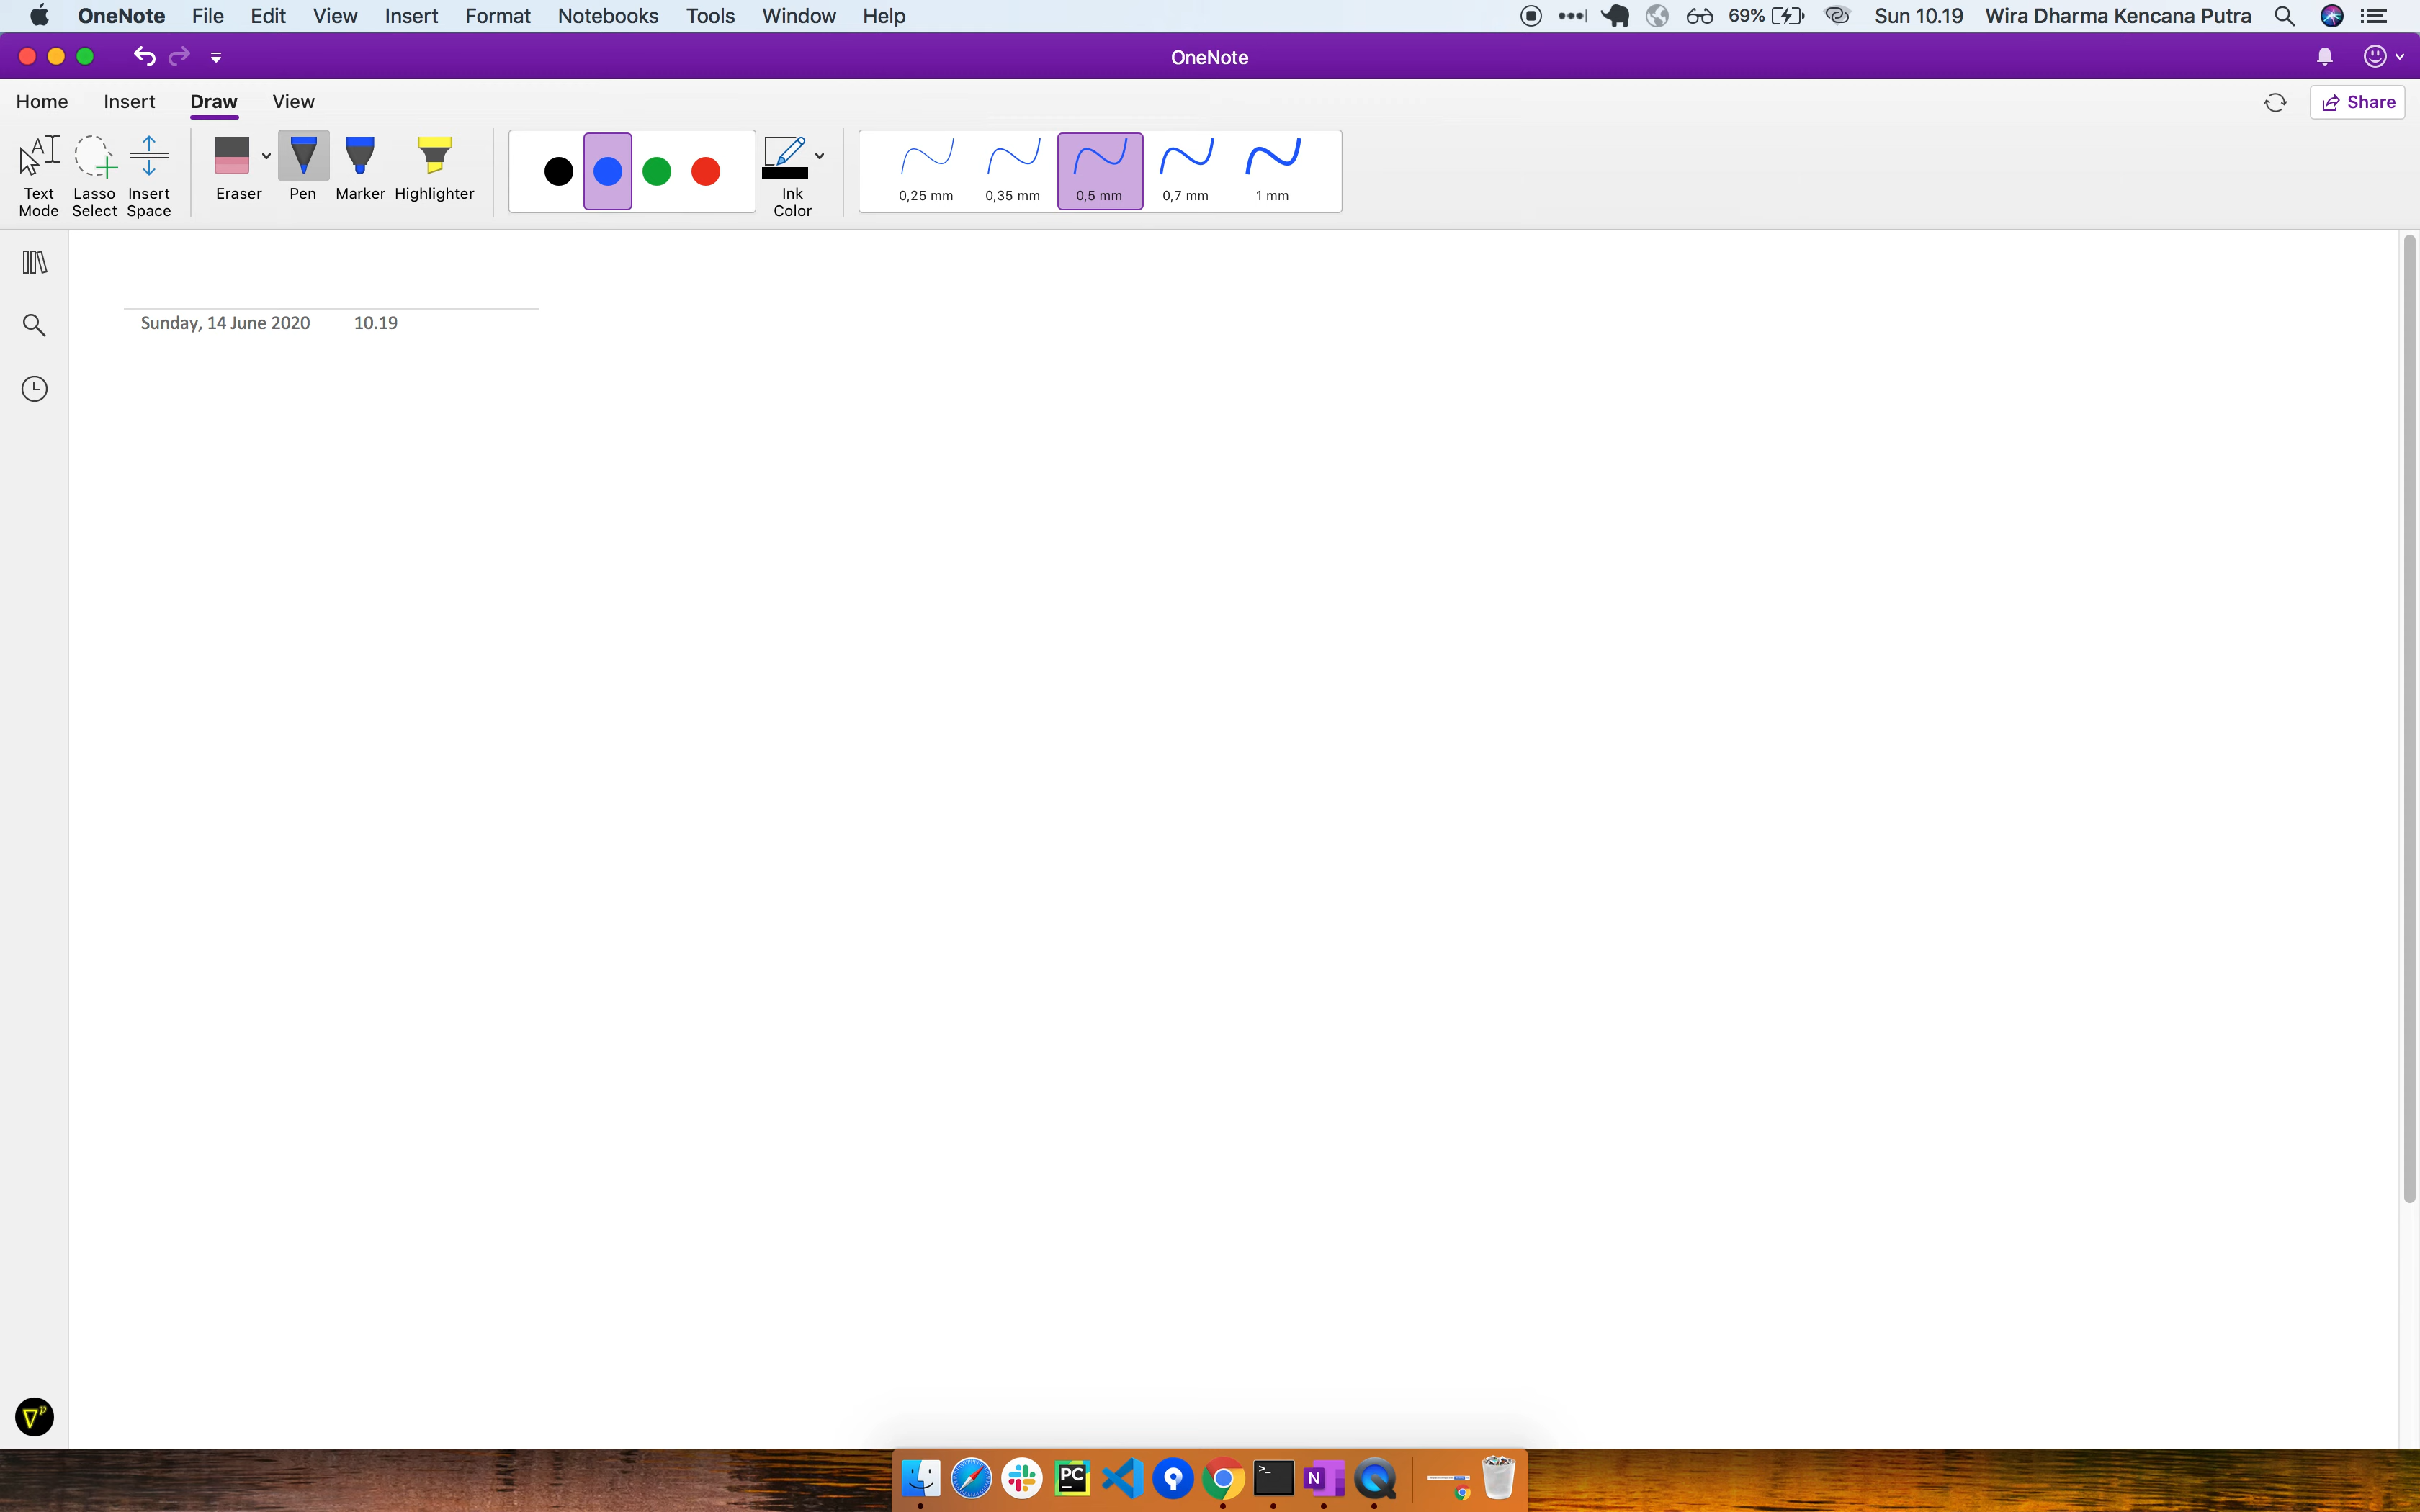 OneNote File Edit View Insert Format Notebooks Tools Window Help 69% Sun 10.19 Wira Dharma Kencana Putra
OneNote
Home Insert Draw View Share
Text Mode Lasso Select Insert Space Eraser Pen Marker Highlighter Ink Color 0,25 mm 0,35 mm 0,5 mm 0,7 mm 1 mm
Sunday, 14 June 2020 10.19
∇p
PC >_ N